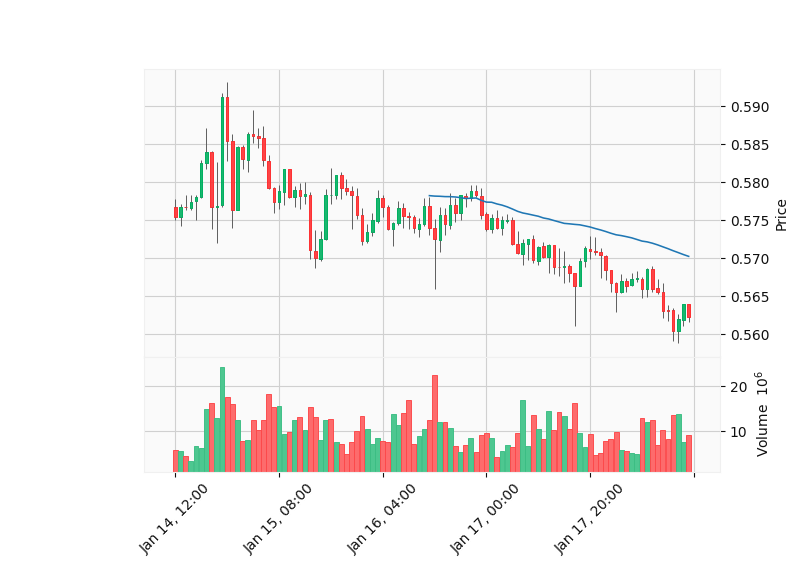 0.590
0.585
0.580
0.575
0.570
0.565
0.560
Price
20
10
Volume 10^6
Jan 14, 12:00
Jan 15, 08:00
Jan 16, 04:00
Jan 17, 00:00
Jan 17, 20:00